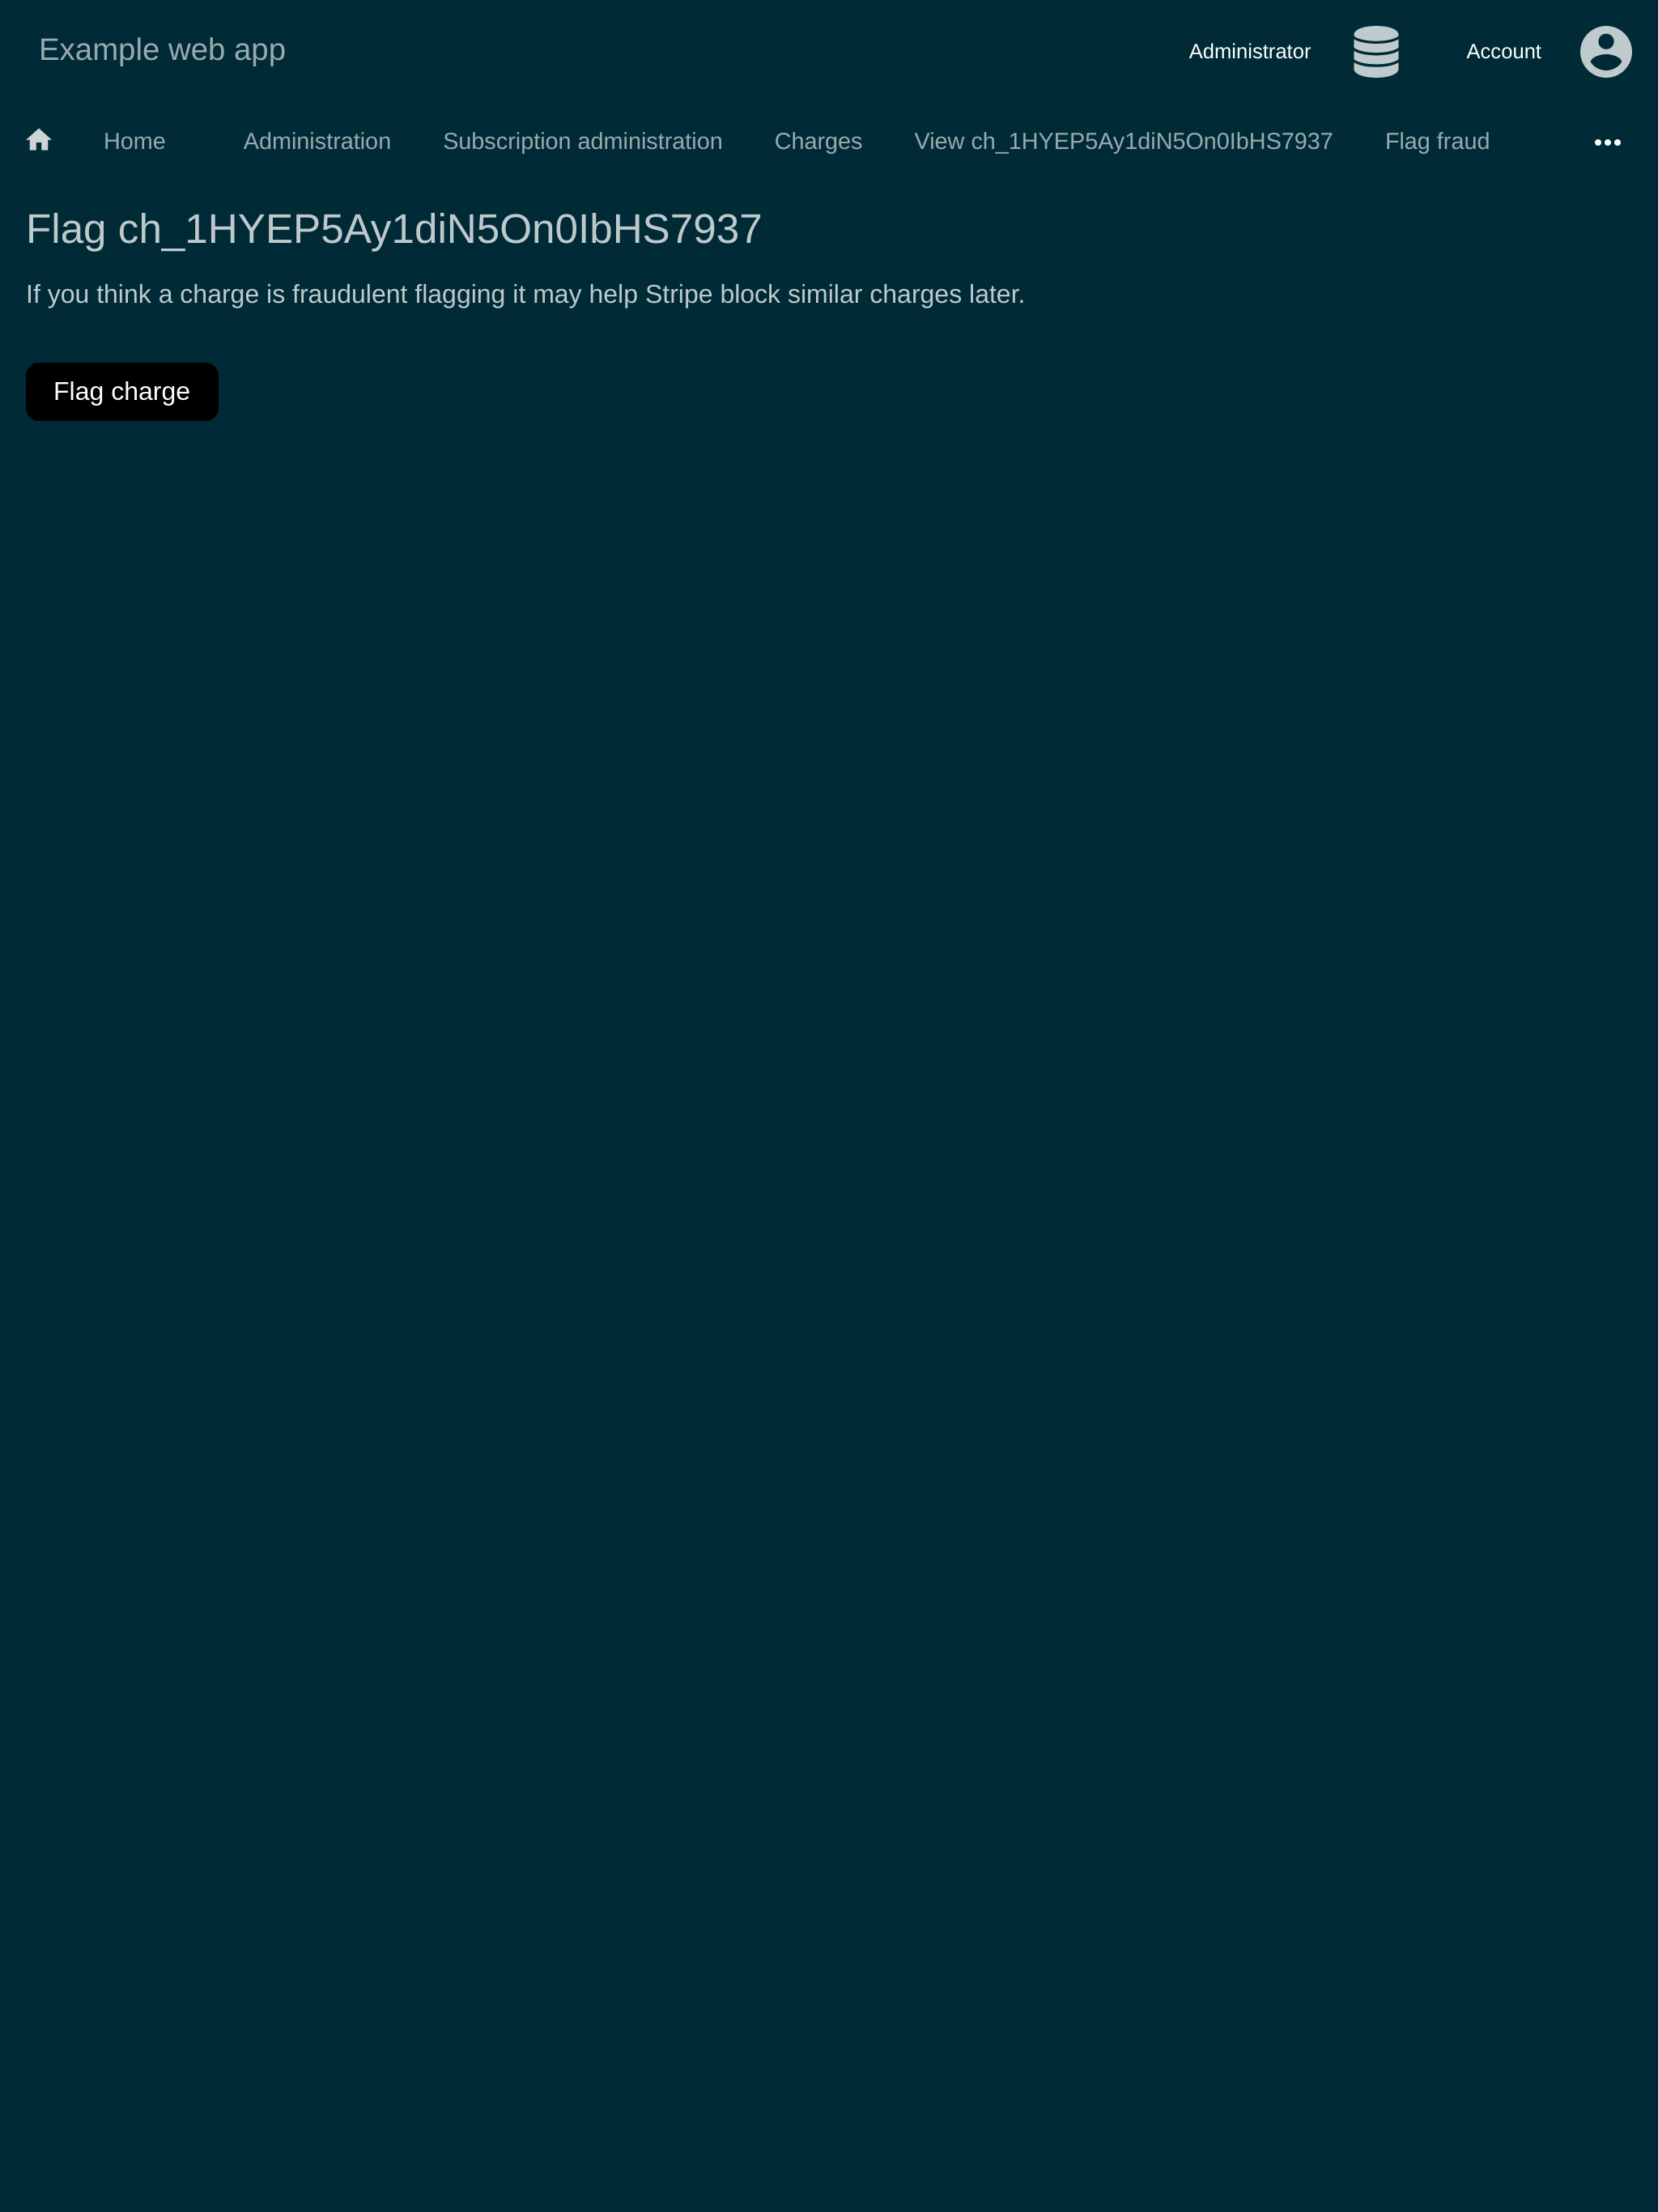 Example web app
Administrator Account
Home Administration Subscription administration Charges View ch_1HYEP5Ay1diN5On0IbHS7937 Flag fraud
Flag ch_1HYEP5Ay1diN5On0IbHS7937
If you think a charge is fraudulent flagging it may help Stripe block similar charges later.
Flag charge